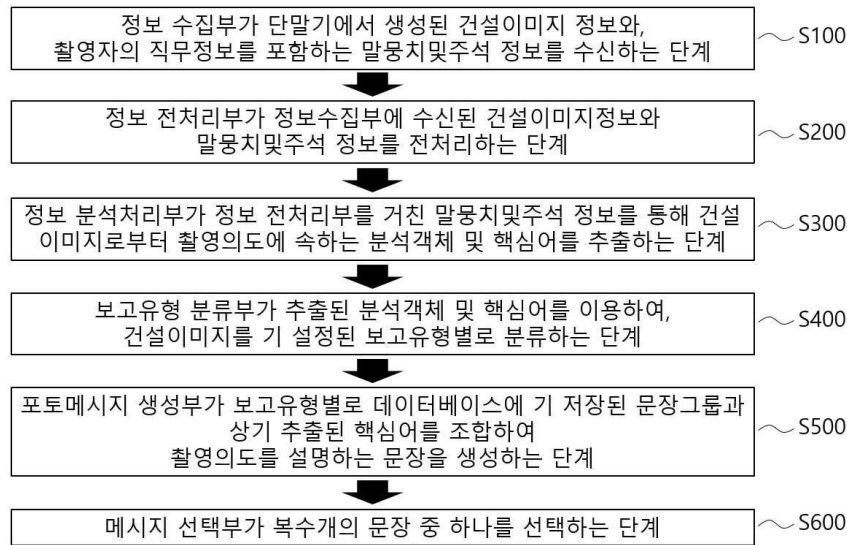 정보 수집부가 단말기에서 생성된 건설이미지 정보와,
촬영자의 직무정보를 포함하는 말뭉치및주석 정보를 수신하는 단계
S100
정보 전처리부가 정보수집부에 수신된 건설이미지정보와
말뭉치및주석 정보를 전처리하는 단계
S200
정보 분석처리부가 정보 전처리부를 거친 말뭉치및주석 정보를 통해 건설
이미지로부터 촬영의도에 속하는 분석객체 및 핵심어를 추출하는 단계
S300
보고유형 분류부가 추출된 분석객체 및 핵심어를 이용하여,
건설이미지를 기 설정된 보고유형별로 분류하는 단계
S400
포토메시지 생성부가 보고유형별로 데이터베이스에 기 저장된 문장그룹과
상기 추출된 핵심어를 조합하여
촬영의도를 설명하는 문장을 생성하는 단계
S500
메시지 선택부가 복수개의 문장 중 하나를 선택하는 단계
S600